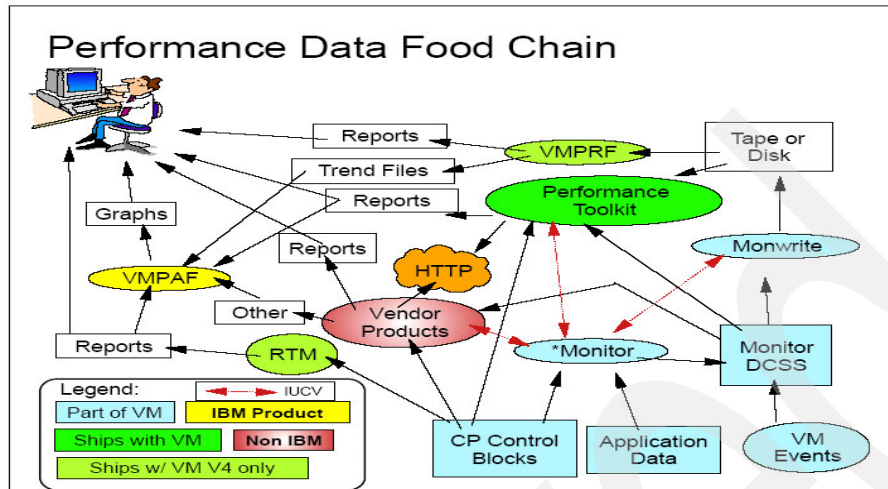 Performance Data Food Chain
Reports
VMPRF
Tape or
Disk
Trend Files
Performance
Toolkit
Reports
Graphs
Monwrite
Reports
HTTP
VMPAF
Other
Vendor
Products
Reports
RTM
*Monitor
Monitor
DCSS
Legend:
IUCV
Part of VM
IBM Product
Ships with VM
Non IBM
Ships w/ VM V4 only
CP Control
Blocks
Application
Data
VM
Events